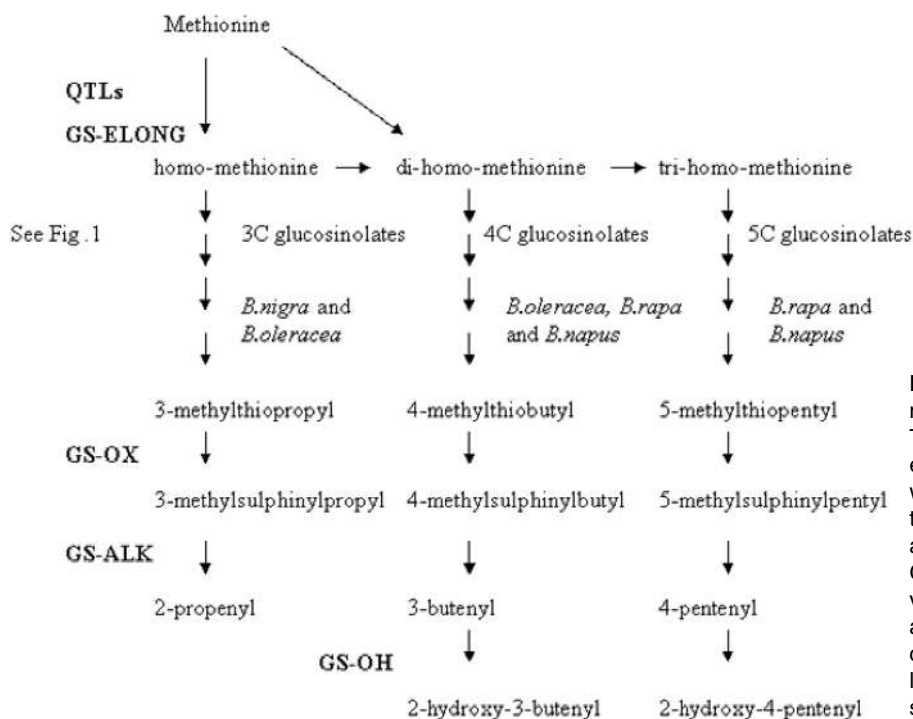 Methionine
QTLs
GS-ELONG
homo-methionine di-homo-methionine tri-homo-methionine
See Fig .1 3C glucosinolates 4C glucosinolates 5C glucosinolates
B.nigra and B.oleracea, B.rapa B.rapa and
B.oleracea and B.napus B.napus
3-methylthiopropyl 4-methylthiobutyl 5-methylthiopentyl
GS-OX
3-methylsulphinylpropyl 4-methylsulphinylbutyl 5-methylsulphinylpentyl
GS-ALK
2-propenyl 3-butenyl 4-pentenyl
GS-OH
2-hydroxy-3-butenyl 2-hydroxy-4-pentenyl